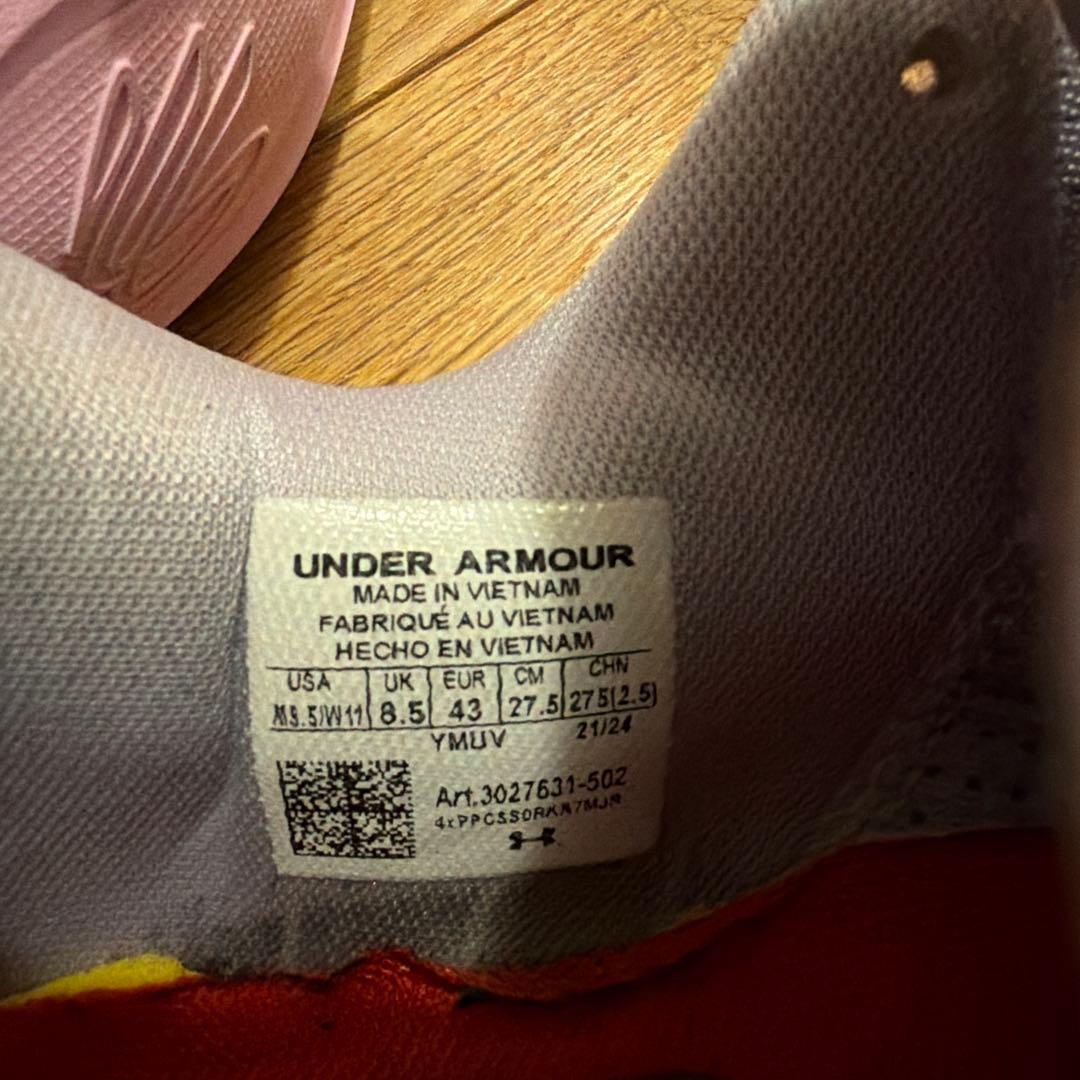 UNDER ARMOUR
MADE IN VIETNAM
FABRIQUÉ AU VIETNAM
HECHO EN VIETNAM
USA UK EUR CM CHN
M9.5/W11 8.5 43 27.5 275(2.5)
YMUV 21/24
Art.3027631-502